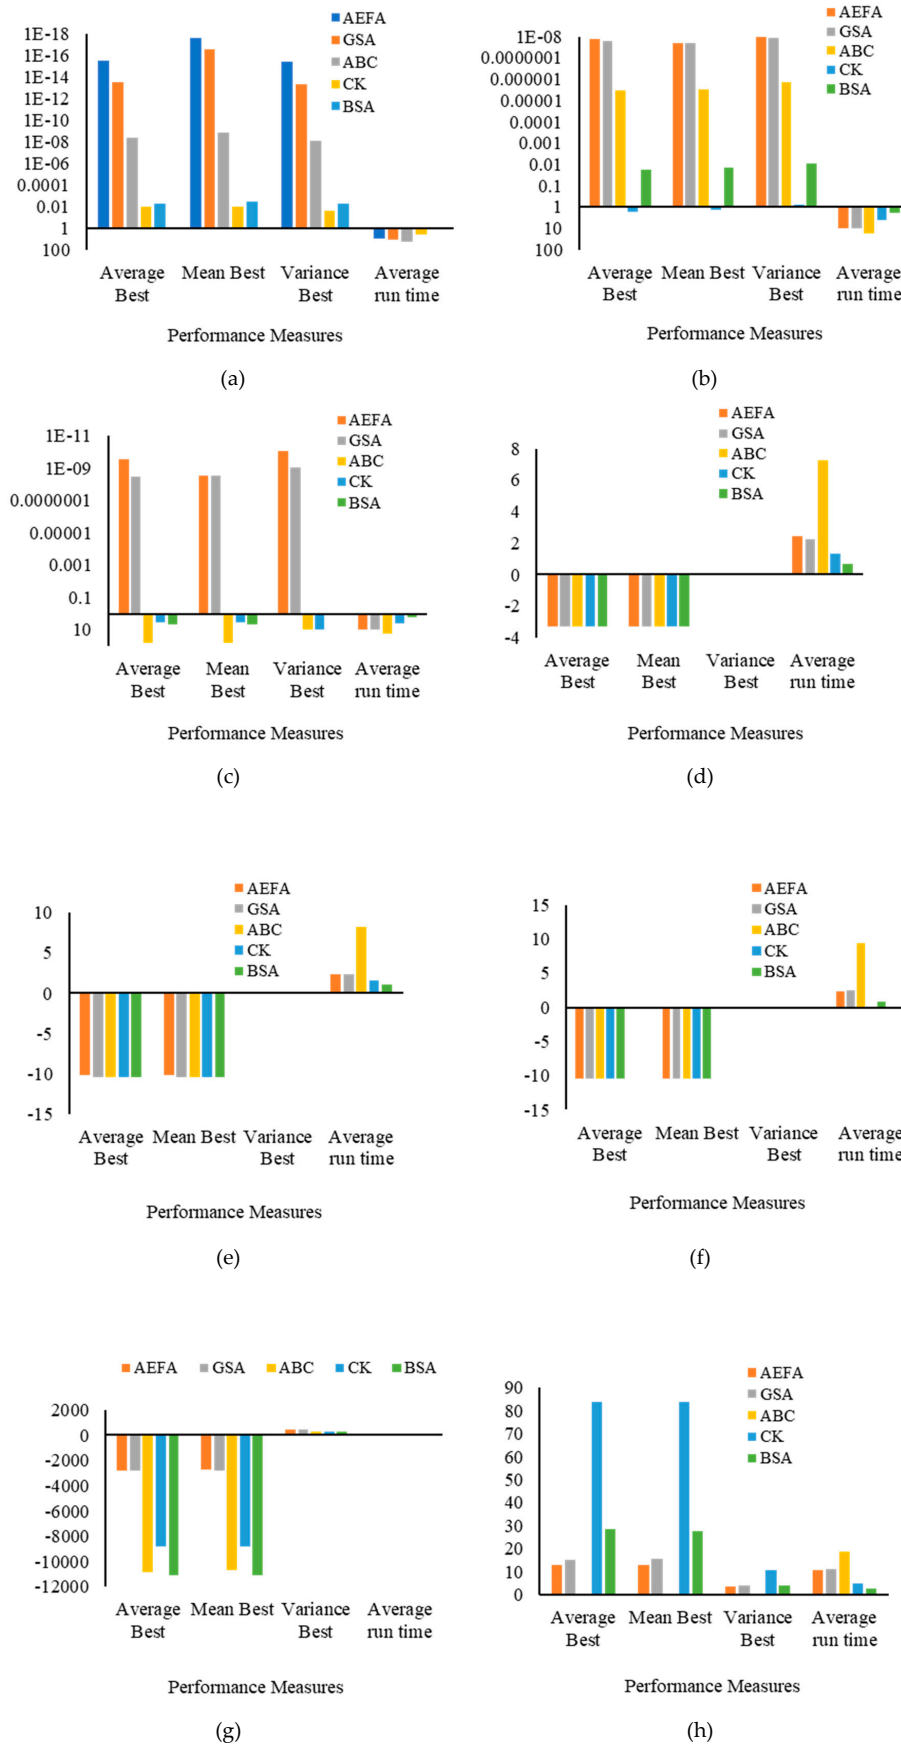 AEFA
GSA
ABC
CK
BSA
1E-18
1E-16
1E-14
1E-12
1E-10
1E-08
1E-06
0.0001
0.01
1
100
Average Best
Mean Best
Variance Best
Average run time
Performance Measures
(a)
AEFA
GSA
ABC
CK
BSA
1E-08
0.0000001
0.000001
0.00001
0.0001
0.001
0.01
0.1
1
10
100
Average Best
Mean Best
Variance Best
Average run time
Performance Measures
(b)
AEFA
GSA
ABC
CK
BSA
1E-11
1E-09
0.0000001
0.00001
0.001
0.1
10
Average Best
Mean Best
Variance Best
Average run time
Performance Measures
(c)
AEFA
GSA
ABC
CK
BSA
8
6
4
2
0
-2
-4
Average Best
Mean Best
Variance Best
Average run time
Performance Measures
(d)
AEFA
GSA
ABC
CK
BSA
10
5
0
-5
-10
-15
Average Best
Mean Best
Variance Best
Average run time
Performance Measures
(e)
AEFA
GSA
ABC
CK
BSA
15
10
5
0
-5
-10
-15
Average Best
Mean Best
Variance Best
Average run time
Performance Measures
(f)
AEFA GSA ABC CK BSA
2000
0
-2000
-4000
-6000
-8000
-10000
-12000
Average Best
Mean Best
Variance Best
Average run time
Performance Measures
(g)
AEFA
GSA
ABC
CK
BSA
90
80
70
60
50
40
30
20
10
0
Average Best
Mean Best
Variance Best
Average run time
Performance Measures
(h)